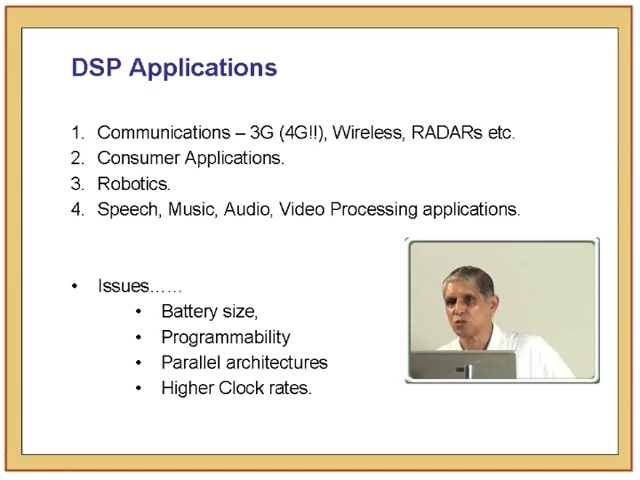 DSP Applications
1. Communications – 3G (4G!!), Wireless, RADARs etc.
2. Consumer Applications.
3. Robotics.
4. Speech, Music, Audio, Video Processing applications.
• Issues……
• Battery size,
• Programmability
• Parallel architectures
• Higher Clock rates.